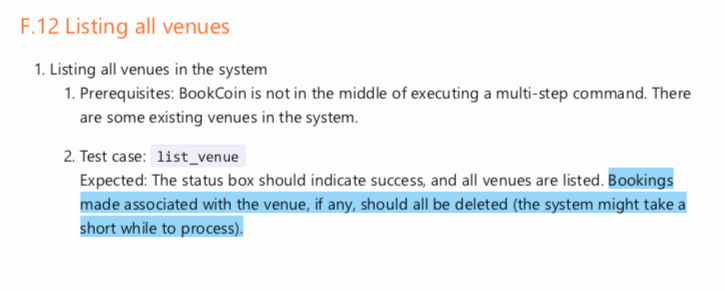 F.12 Listing all venues
1. Listing all venues in the system
1. Prerequisites: BookCoin is not in the middle of executing a multi-step command. There
are some existing venues in the system.
2. Test case: list_venue
Expected: The status box should indicate success, and all venues are listed. Bookings
made associated with the venue, if any, should all be deleted (the system might take a
short while to process).